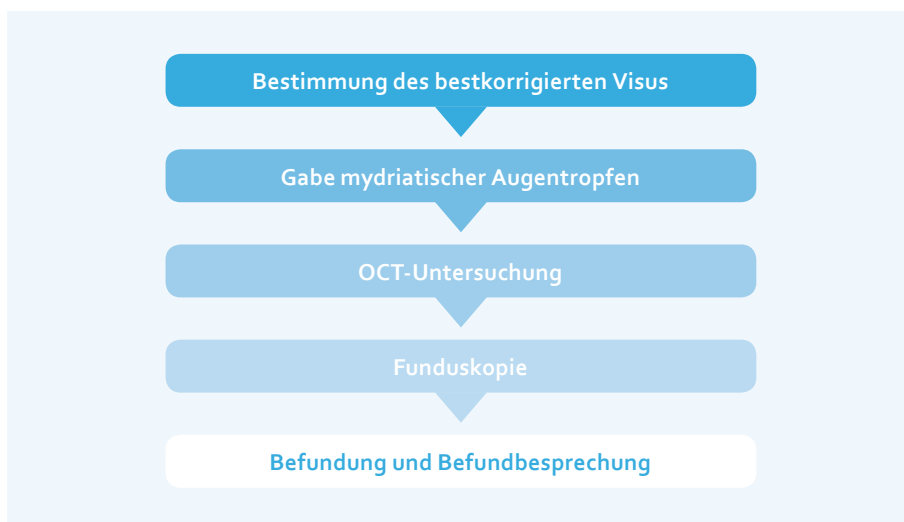 Bestimmung des bestkorrigierten Visus
Gabe mydriatischer Augentropfen
OCT-Untersuchung
Funduskopie
Befundung und Befundbesprechung